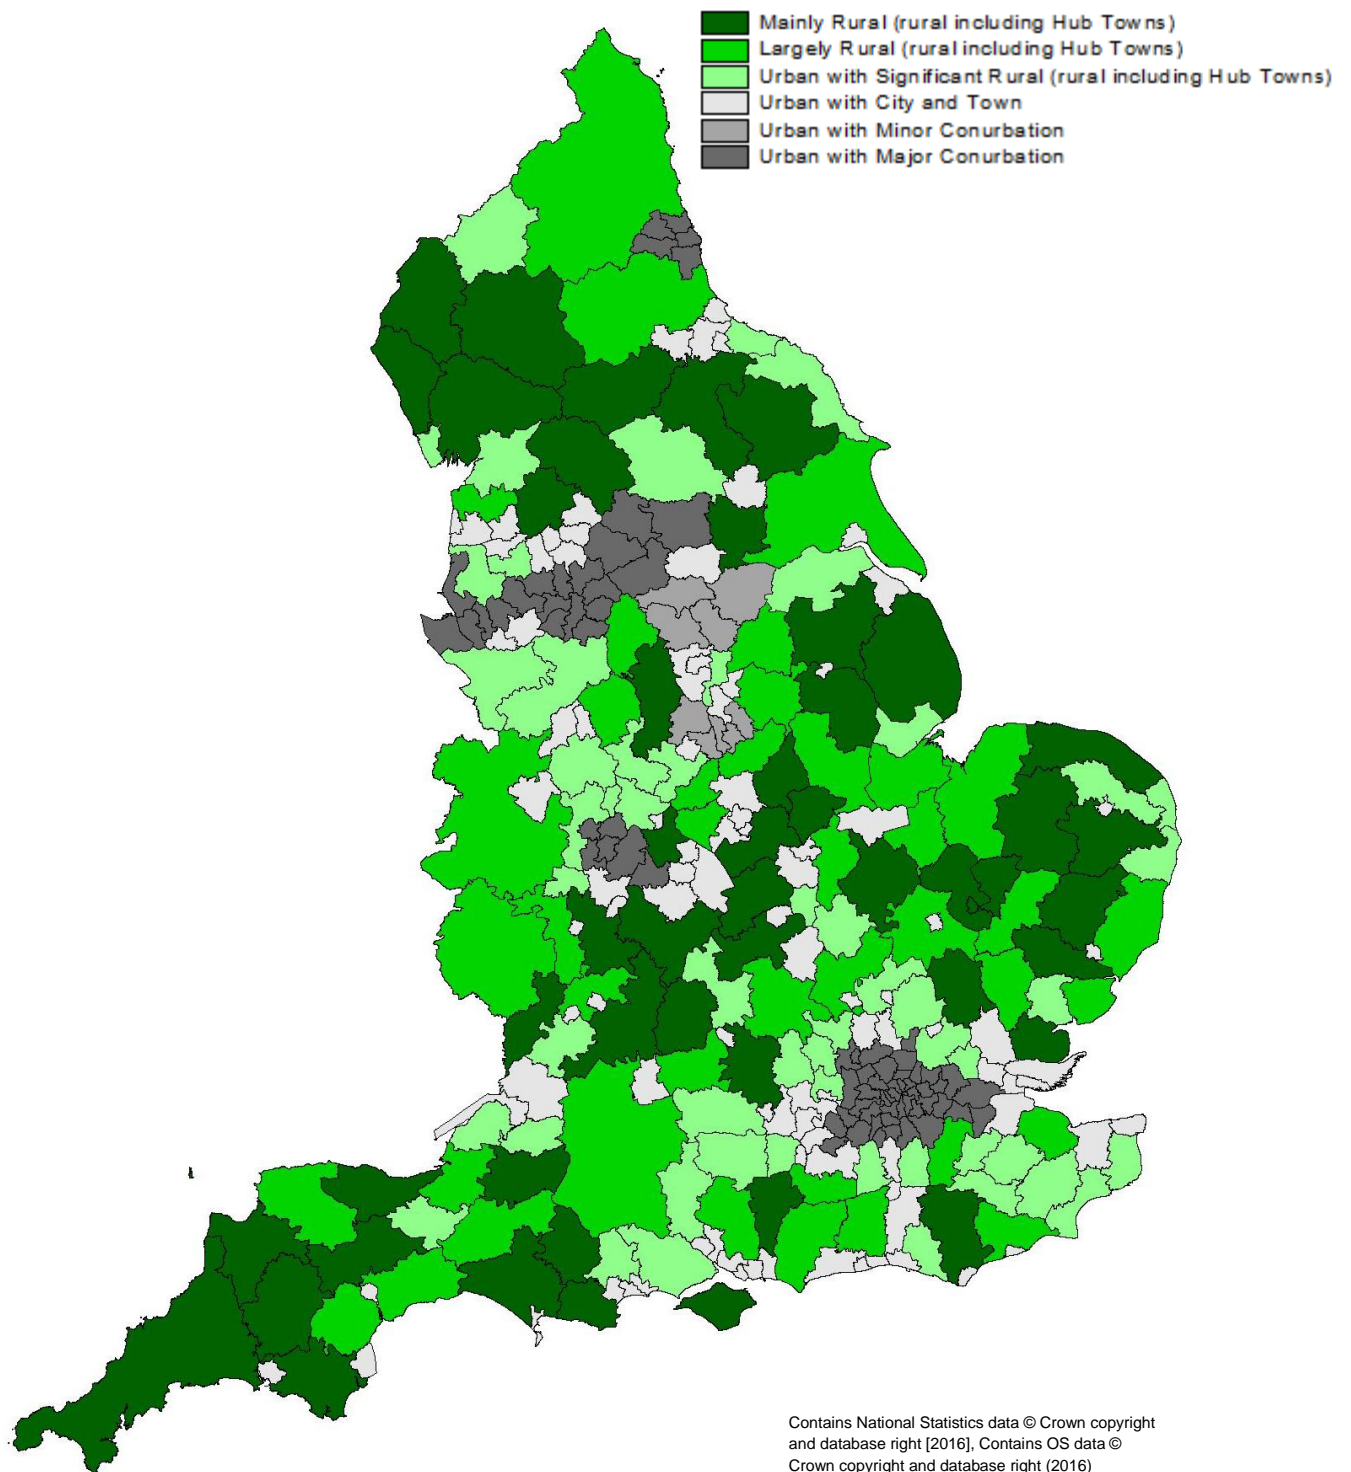 Mainly Rural (rural including Hub Towns)
Largely Rural (rural including Hub Towns)
Urban with Significant Rural (rural including Hub Towns)
Urban with City and Town
Urban with Minor Conurbation
Urban with Major Conurbation
Contains National Statistics data © Crown copyright
and database right [2016], Contains OS data ©
Crown copyright and database right (2016)